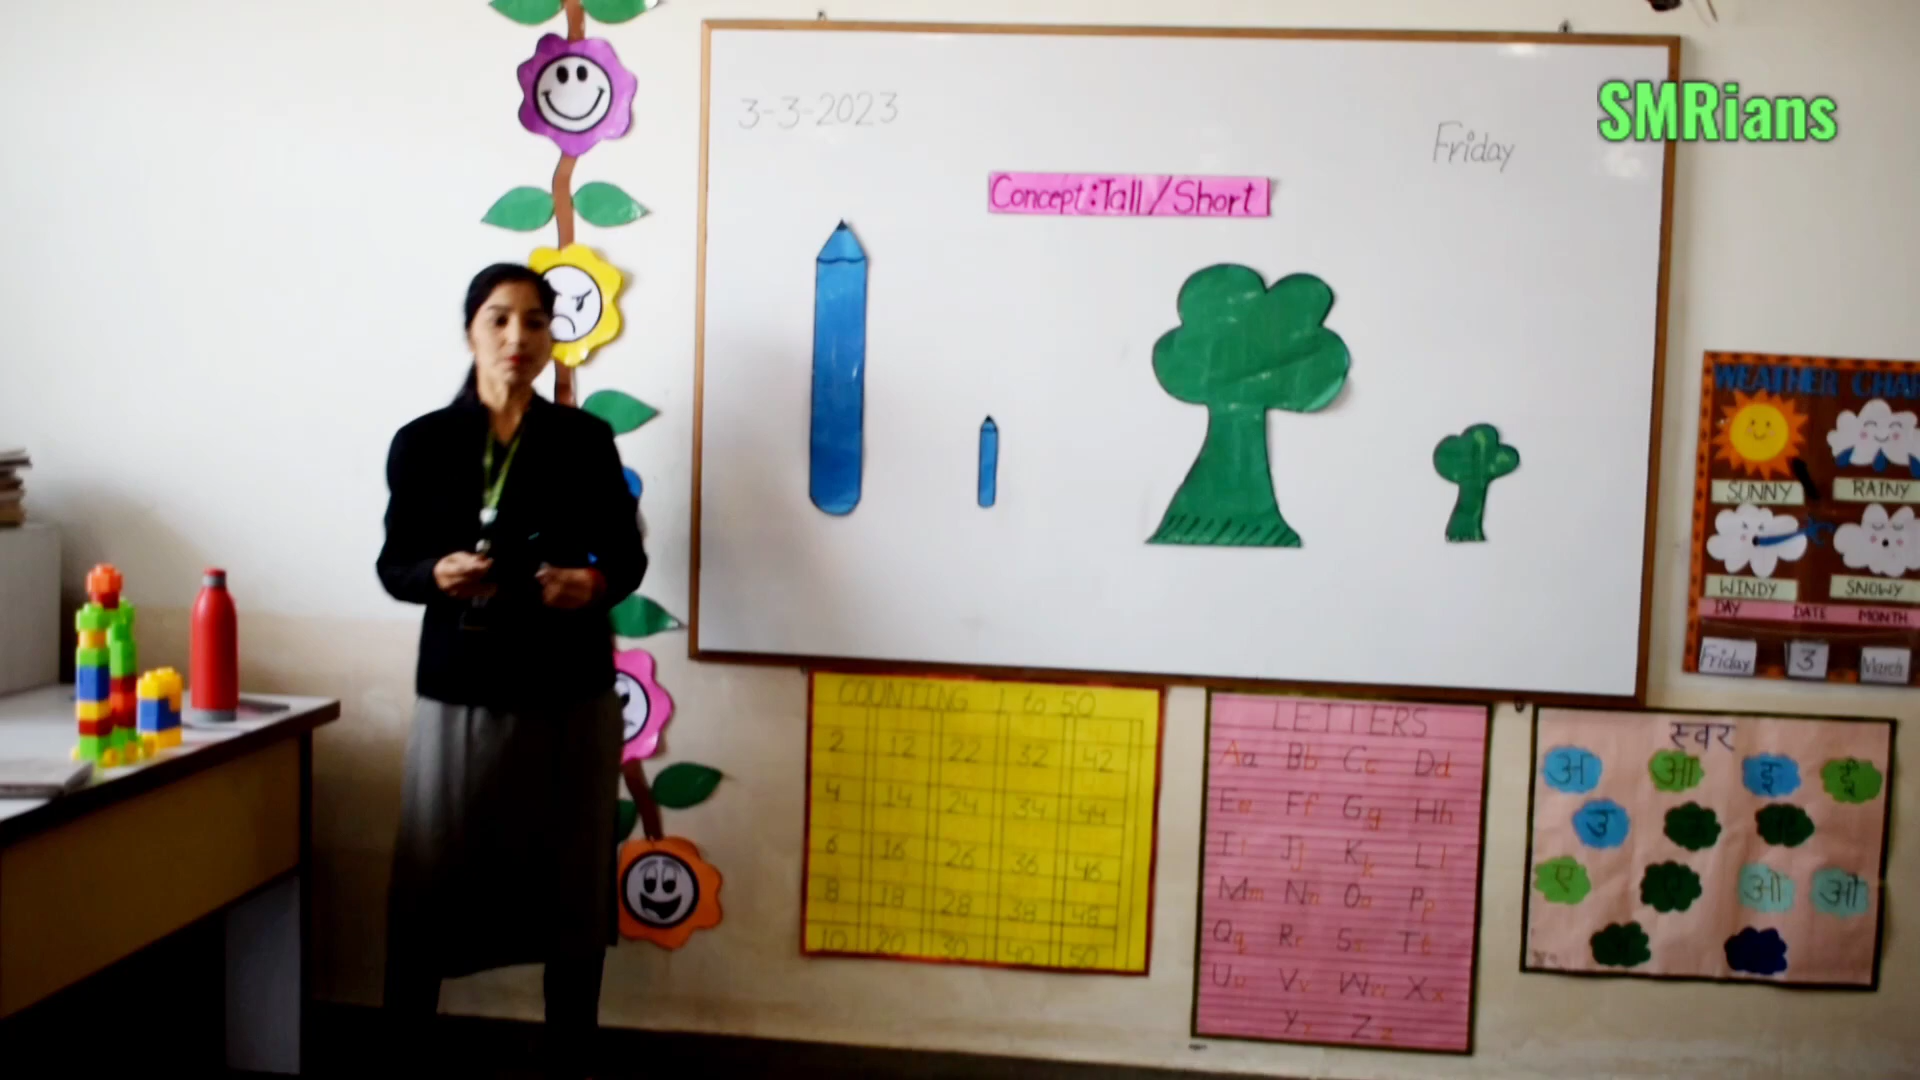 SMRians
3-3-2023
Friday
Concept: Tall / Short
WEATHER CHA
SUNNY RAINY
WINDY SNOWY
DAY DATE MONTH
Friday 3 March
COUNTING 1 to 50
2 12 22 32 42
4 14 24 34 44
6 16 26 36 46
8 18 28 38 48
10 20 30 40 50
LETTERS
Aa Bb Cc Dd
Ee Ff Gg Hh
I Jj Kk Ll
Mm Nn Oo Pp
Qq Rr Ss Tt
Uu Vv Ww Xx
Yy Zz
स्वर
अ आ इ ई
उ
ए ओ औ